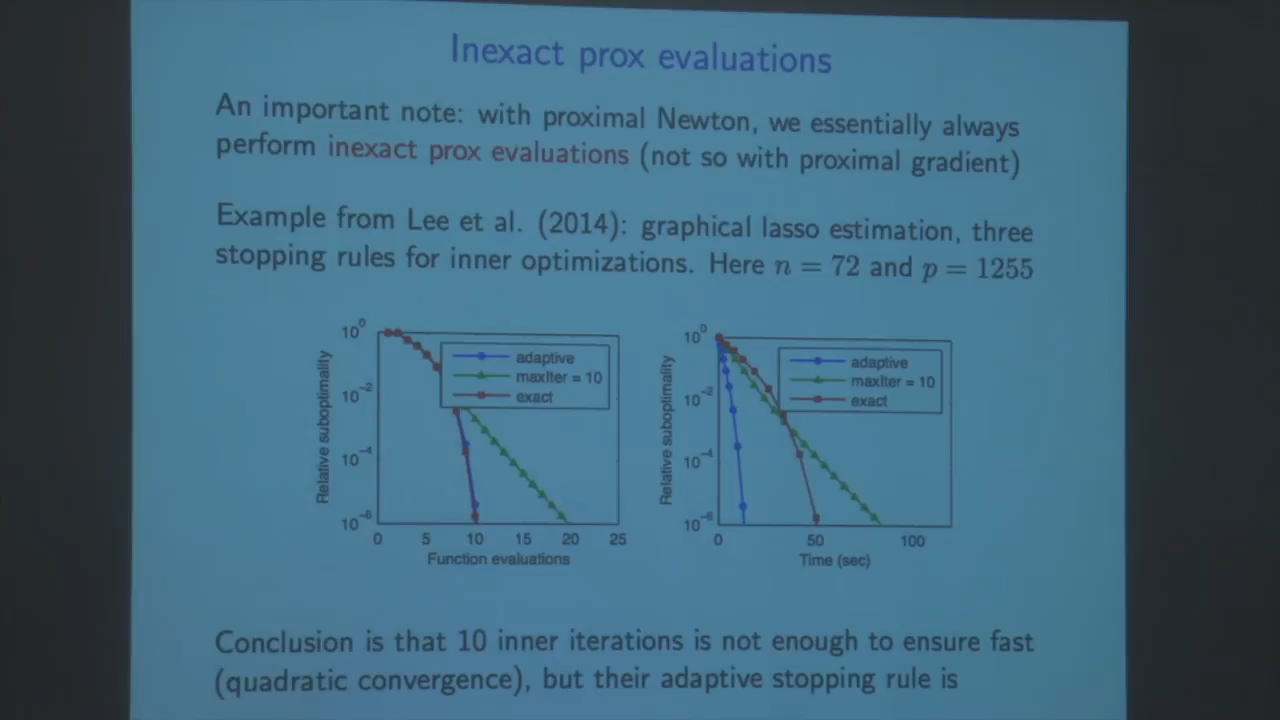 Inexact prox evaluations
An important note: with proximal Newton, we essentially always
perform inexact prox evaluations (not so with proximal gradient)
Example from Lee et al. (2014): graphical lasso estimation, three
stopping rules for inner optimizations. Here n = 72 and p = 1255
Relative suboptimality
10^0
10^-2
10^-4
10^-6
adaptive
maxIter = 10
exact
0 5 10 15 20 25
Function evaluations
Relative suboptimality
10^0
10^-2
10^-4
10^-6
adaptive
maxIter = 10
exact
0 50 100
Time (sec)
Conclusion is that 10 inner iterations is not enough to ensure fast
(quadratic convergence), but their adaptive stopping rule is